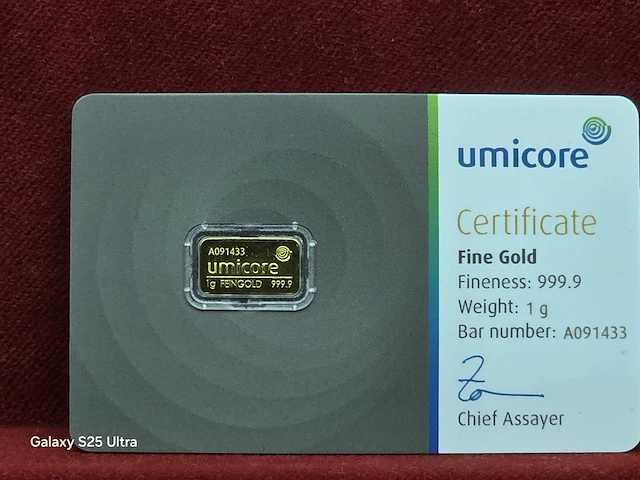 A091433
umicore
1g FEINGOLD 999.9
umicore
Certificate
Fine Gold
Fineness: 999.9
Weight: 1 g
Bar number: A091433
Chief Assayer
Galaxy S25 Ultra